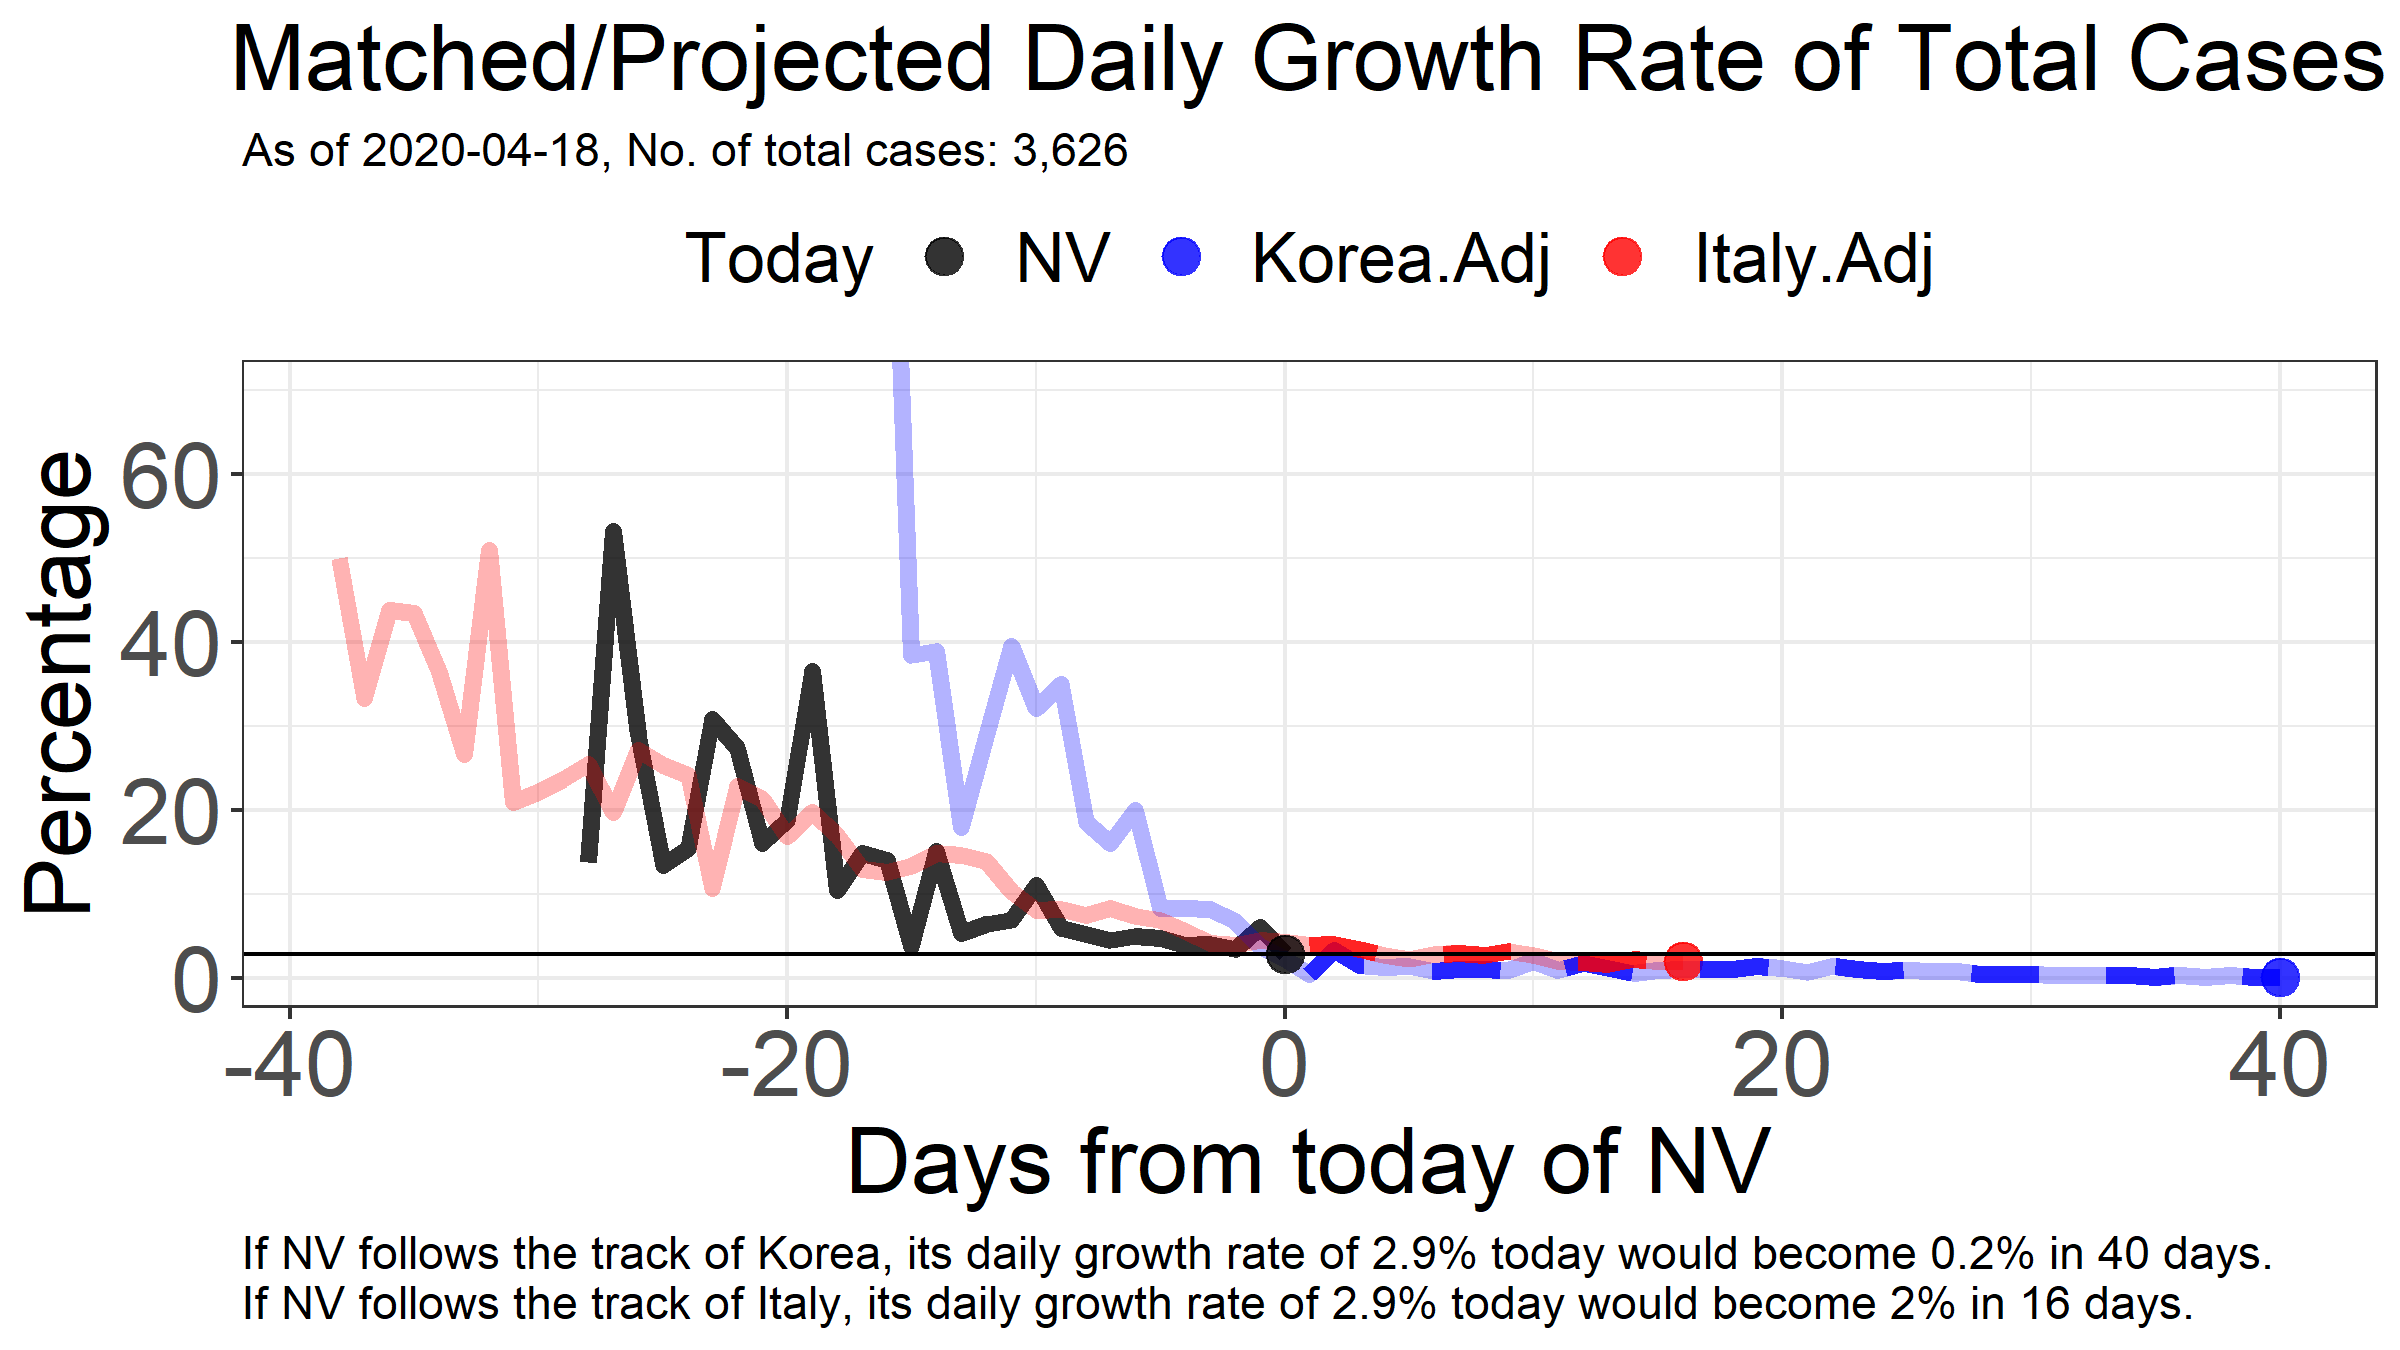 Matched/Projected Daily Growth Rate of Total Cases
As of 2020-04-18, No. of total cases: 3,626
Today NV Korea.Adj Italy.Adj
Percentage
60
40
20
0
-40 -20 0 20 40
Days from today of NV
If NV follows the track of Korea, its daily growth rate of 2.9% today would become 0.2% in 40 days.
If NV follows the track of Italy, its daily growth rate of 2.9% today would become 2% in 16 days.